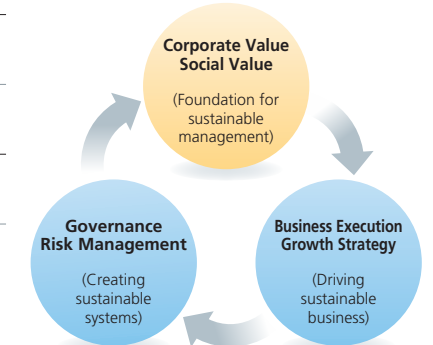 Corporate Value
Social Value
(Foundation for
sustainable
management)
Governance
Risk Management
(Creating
sustainable
systems)
Business Execution
Growth Strategy
(Driving
sustainable
business)